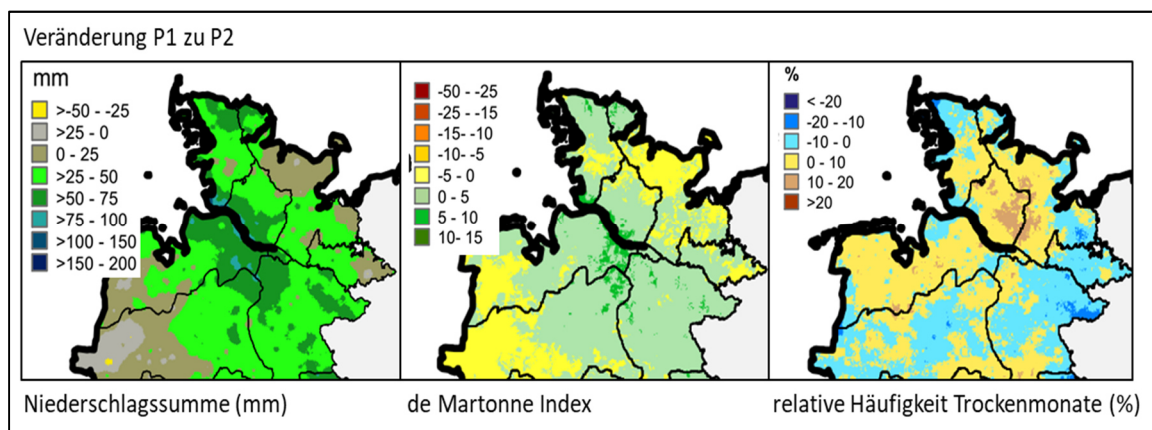 Veränderung P1 zu P2
mm
>-50 - -25
>25 - 0
0 - 25
>25 - 50
>50 - 75
>75 - 100
>100 - 150
>150 - 200
-50 - -25
-25 - -15
-15- -10
-10- -5
-5 - 0
0 - 5
5 - 10
10- 15
%
< -20
-20 - -10
-10 - 0
0 - 10
10 - 20
>20
Niederschlagssumme (mm)
de Martonne Index
relative Häufigkeit Trockenmonate (%)